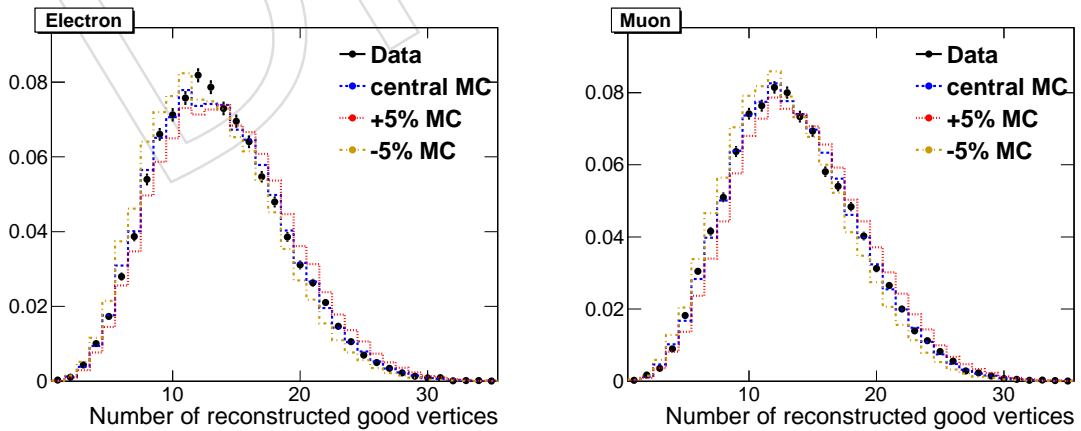 Electron
Data
central MC
+5% MC
-5% MC
0.08
0.06
0.04
0.02
0
10
20
30
Number of reconstructed good vertices
Muon
Data
central MC
+5% MC
-5% MC
0.08
0.06
0.04
0.02
0
10
20
30
Number of reconstructed good vertices